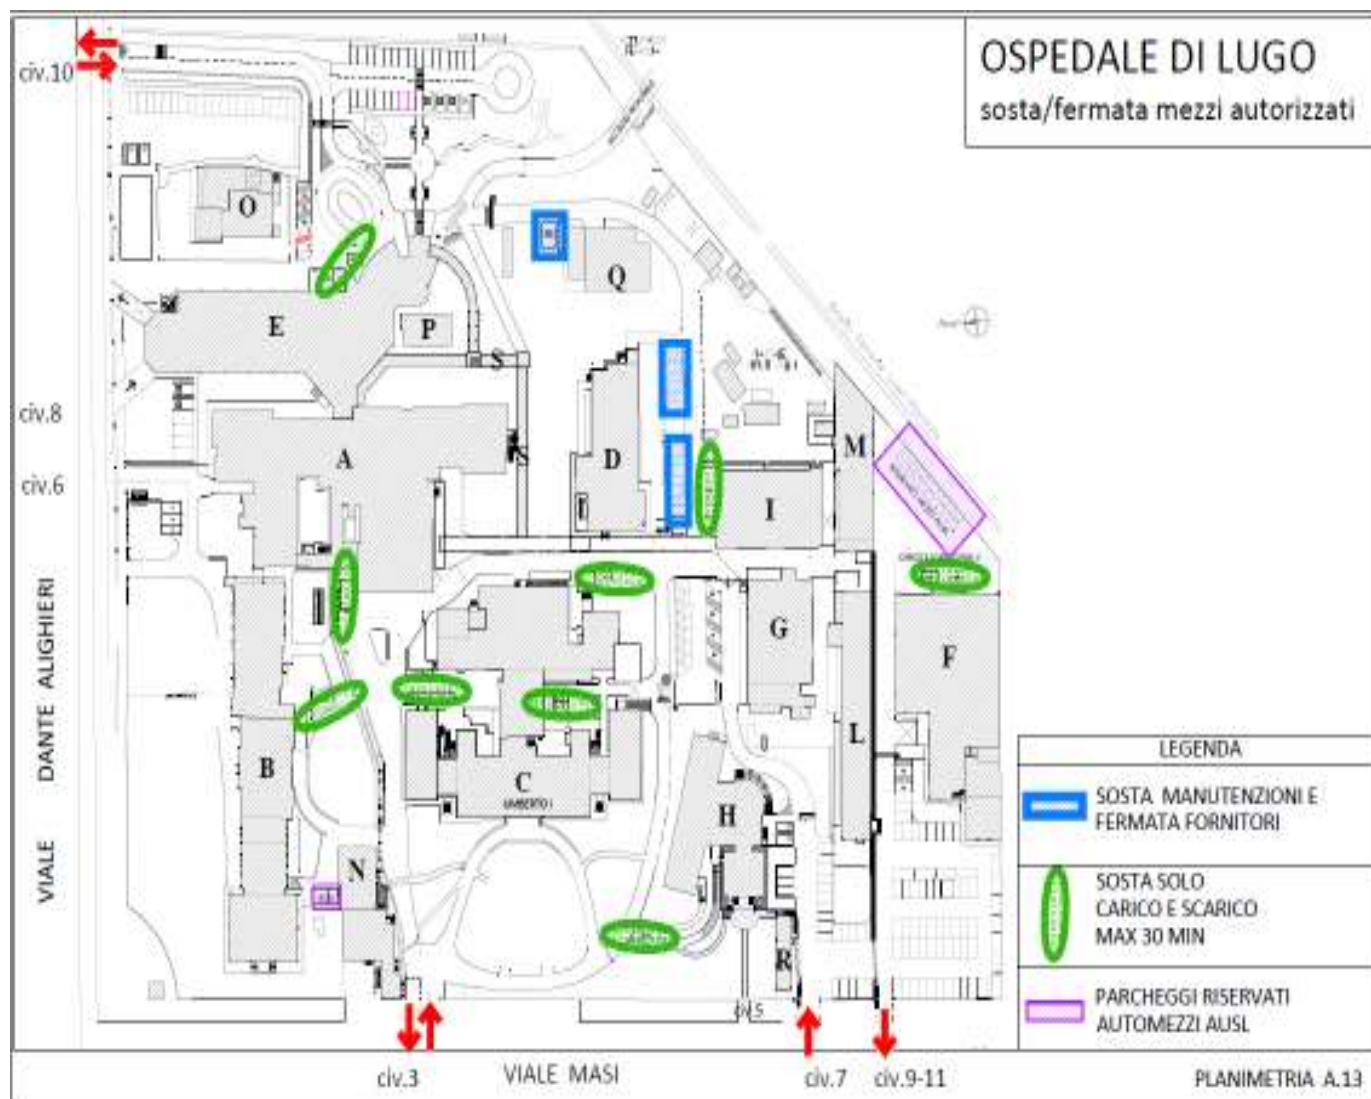 OSPEDALE DI LUGO
sosta/fermata mezzi autorizzati
civ.10
O
Q
E
P
S
civ.8
A
M
D
civ.6
S
I
G
F
VIALE DANTE ALIGHIERI
L
B
C
UMBERTO I
H
N
R
civ.5
LEGENDA
SOSTA MANUTENZIONI E
FERMATA FORNITORI
SOSTA SOLO
CARICO E SCARICO
MAX 30 MIN
PARCHEGGI RISERVATI
AUTOMEZZI AUSL
civ.3
VIALE MASI
civ.7
civ.9-11
PLANIMETRIA A.13